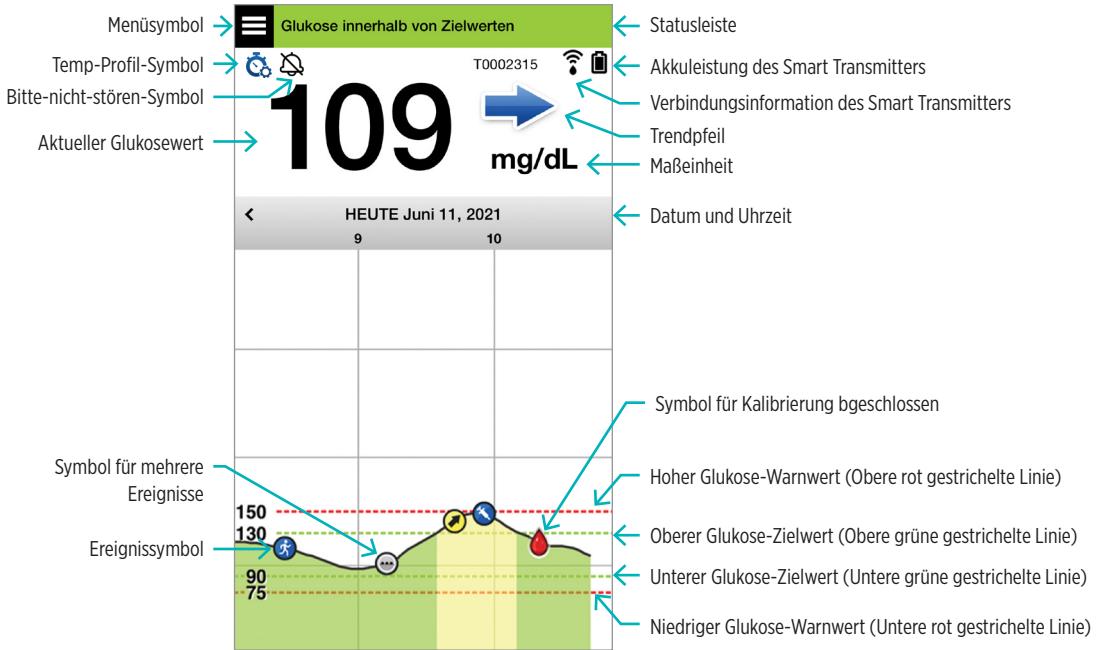 Menüsymbol
Glukose innerhalb von Zielwerten
Statusleiste
Temp-Profil-Symbol
T0002315
Akkuleistung des Smart Transmitters
Bitte-nicht-stören-Symbol
Verbindungsinformation des Smart Transmitters
109
Trendpfeil
Aktueller Glukosewert
mg/dL
Maßeinheit
HEUTE Juni 11, 2021
Datum und Uhrzeit
9 10
Symbol für Kalibrierung bgeschlossen
Symbol für mehrere
Ereignisse
Hoher Glukose-Warnwert (Obere rot gestrichelte Linie)
150
130
Oberer Glukose-Zielwert (Obere grüne gestrichelte Linie)
Ereignissymbol
90
Unterer Glukose-Zielwert (Untere grüne gestrichelte Linie)
75
Niedriger Glukose-Warnwert (Untere rot gestrichelte Linie)